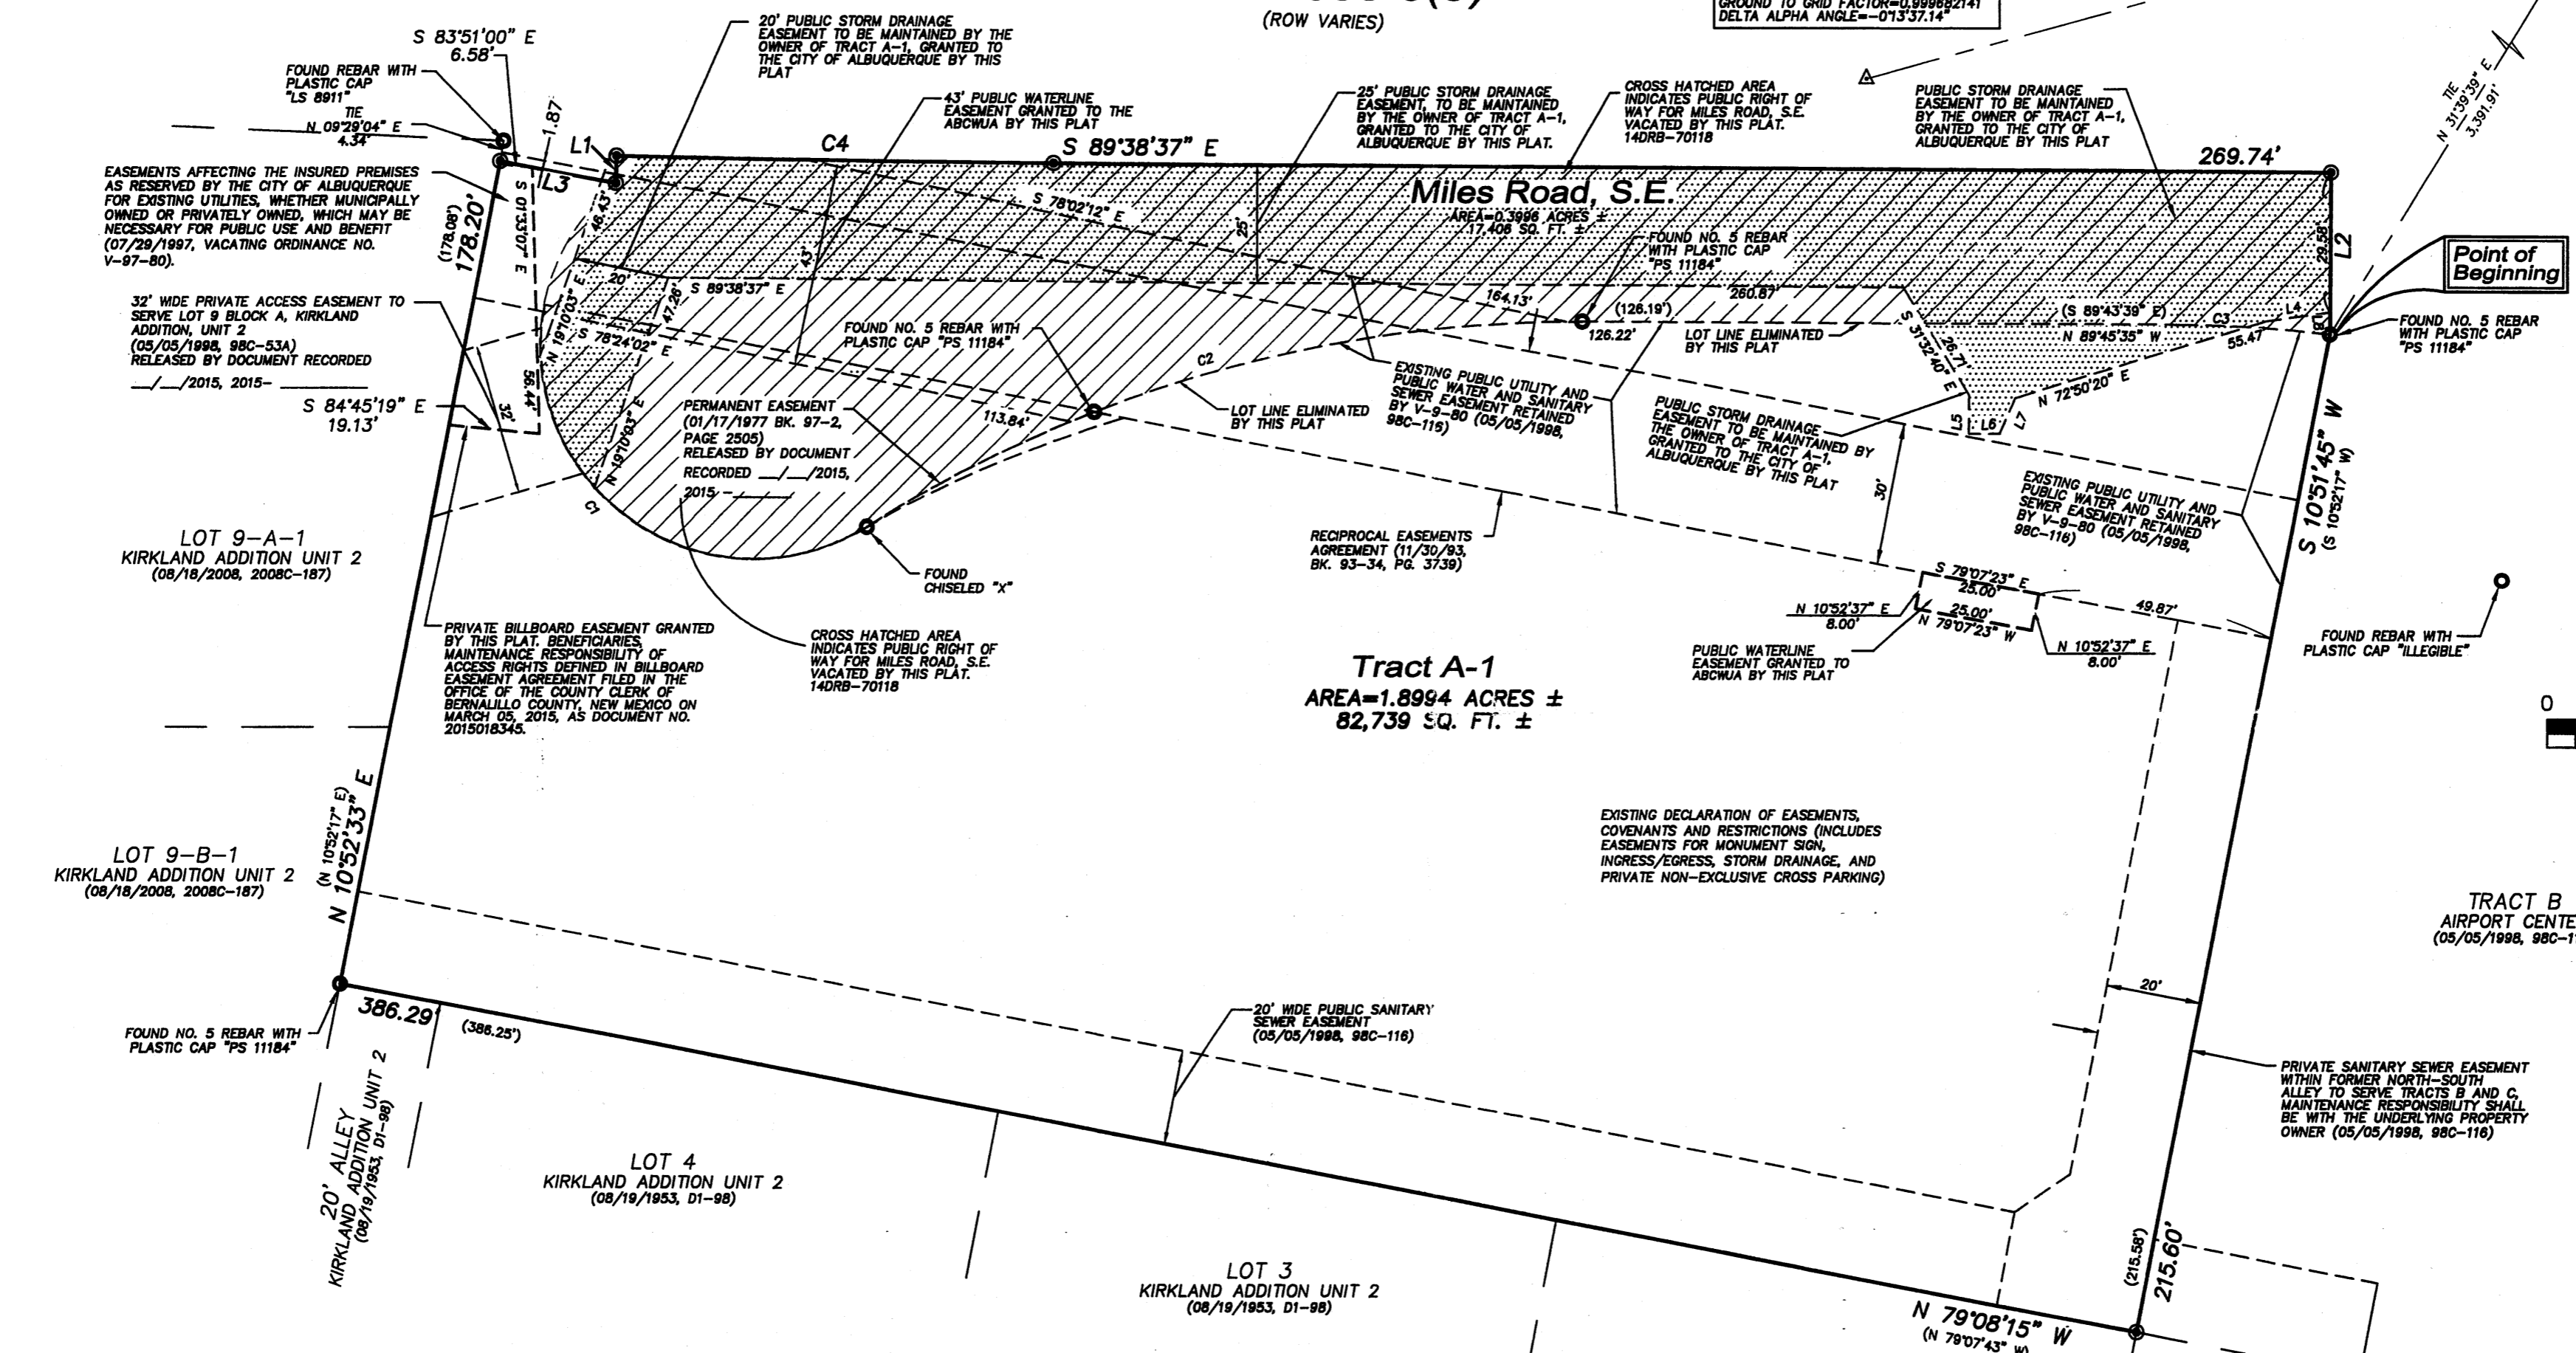 (ROW VARIES)
GROUND TO GRID FACTOR=0.999682141
DELTA ALPHA ANGLE=-0°13'37.14"
S 83°51'00" E
6.58'
FOUND REBAR WITH
PLASTIC CAP
"LS 8911"
TIE
N 09°29'04" E
4.34'
1.87
L1
L3
20' PUBLIC STORM DRAINAGE
EASEMENT TO BE MAINTAINED BY THE
OWNER OF TRACT A-1, GRANTED TO
THE CITY OF ALBUQUERQUE BY THIS
PLAT
43' PUBLIC WATERLINE
EASEMENT GRANTED TO THE
ABCWUA BY THIS PLAT
25' PUBLIC STORM DRAINAGE
EASEMENT, TO BE MAINTAINED
BY THE OWNER OF TRACT A-1,
GRANTED TO THE CITY OF
ALBUQUERQUE BY THIS PLAT.
CROSS HATCHED AREA
INDICATES PUBLIC RIGHT OF
WAY FOR MILES ROAD, S.E.
VACATED BY THIS PLAT.
14DRB-70118
PUBLIC STORM DRAINAGE
EASEMENT TO BE MAINTAINED
BY THE OWNER OF TRACT A-1,
GRANTED TO THE CITY OF
ALBUQUERQUE BY THIS PLAT
TIE
N 31°39'39" E
3,391.91'
C4
S 89°38'37" E
269.74'
EASEMENTS AFFECTING THE INSURED PREMISES
AS RESERVED BY THE CITY OF ALBUQUERQUE
FOR EXISTING UTILITIES, WHETHER MUNICIPALLY
OWNED OR PRIVATELY OWNED, WHICH MAY BE
NECESSARY FOR PUBLIC USE AND BENEFIT
(07/29/1997, VACATING ORDINANCE NO.
V-97-80).
(178.08')
178.20'
S 01°33'07" E
56.44'
46.43'
Miles Road, S.E.
AREA=0.3996 ACRES ±
17,406 SQ. FT. ±
S 78°02'12" E
25'
43'
FOUND NO. 5 REBAR
WITH PLASTIC CAP
"PS 11184"
29.58'
L2
Point of
Beginning
32' WIDE PRIVATE ACCESS EASEMENT TO
SERVE LOT 9 BLOCK A, KIRKLAND
ADDITION, UNIT 2
(05/05/1998, 98C-53A)
RELEASED BY DOCUMENT RECORDED
__/__/2015, 2015- ________
S 84°45'19" E
19.13'
32'
20'
S 89°38'37" E
47.26'
N 19°10'03" E
S 78°24'02" E
N 19°10'03" E
FOUND NO. 5 REBAR WITH
PLASTIC CAP "PS 11184"
164.13'
(126.19')
126.22'
260.87'
LOT LINE ELIMINATED
BY THIS PLAT
(S 89°43'39" E)
N 89°45'35" W
C3
L4
55.47
FOUND NO. 5 REBAR
WITH PLASTIC CAP
"PS 11184"
S 31°32'40" E
26.71'
N 72°50'20" E
L5
L6
L7
C2
C1
113.84'
PERMANENT EASEMENT
(01/17/1977 BK. 97-2,
PAGE 2505)
RELEASED BY DOCUMENT
RECORDED __/__/2015,
2015 - ______
LOT LINE ELIMINATED
BY THIS PLAT
EXISTING PUBLIC UTILITY AND
PUBLIC WATER AND SANITARY
SEWER EASEMENT RETAINED
BY V-9-80 (05/05/1998,
98C-116)
PUBLIC STORM DRAINAGE
EASEMENT TO BE MAINTAINED BY
THE OWNER OF TRACT A-1,
GRANTED TO THE CITY OF
ALBUQUERQUE BY THIS PLAT
30'
EXISTING PUBLIC UTILITY AND
PUBLIC WATER AND SANITARY
SEWER EASEMENT RETAINED
BY V-9-80 (05/05/1998,
98C-116)
S 10°51'45" W
(S 10°52'17" W)
LOT 9-A-1
KIRKLAND ADDITION UNIT 2
(08/18/2008, 2008C-187)
FOUND
CHISELED "X"
RECIPROCAL EASEMENTS
AGREEMENT (11/30/93,
BK. 93-34, PG. 3739)
S 79°07'23" E
25.00'
25.00'
N 79°07'23" W
N 10°52'37" E
8.00'
N 10°52'37" E
8.00'
49.87'
PUBLIC WATERLINE
EASEMENT GRANTED TO
ABCWUA BY THIS PLAT
FOUND REBAR WITH
PLASTIC CAP "ILLEGIBLE"
PRIVATE BILLBOARD EASEMENT GRANTED
BY THIS PLAT. BENEFICIARIES,
MAINTENANCE RESPONSIBILITY OF
ACCESS RIGHTS DEFINED IN BILLBOARD
EASEMENT AGREEMENT FILED IN THE
OFFICE OF THE COUNTY CLERK OF
BERNALILLO COUNTY, NEW MEXICO ON
MARCH 05, 2015, AS DOCUMENT NO.
2015018345.
CROSS HATCHED AREA
INDICATES PUBLIC RIGHT OF
WAY FOR MILES ROAD, S.E.
VACATED BY THIS PLAT.
14DRB-70118
Tract A-1
AREA=1.8994 ACRES ±
82,739 SQ. FT. ±
0
EXISTING DECLARATION OF EASEMENTS,
COVENANTS AND RESTRICTIONS (INCLUDES
EASEMENTS FOR MONUMENT SIGN,
INGRESS/EGRESS, STORM DRAINAGE, AND
PRIVATE NON-EXCLUSIVE CROSS PARKING)
(N 10°52'17" E)
N 10°52'33" E
LOT 9-B-1
KIRKLAND ADDITION UNIT 2
(08/18/2008, 2008C-187)
TRACT B
AIRPORT CENTE
(05/05/1998, 98C-1
386.29'
(386.25')
FOUND NO. 5 REBAR WITH
PLASTIC CAP "PS 11184"
20' ALLEY
KIRKLAND ADDITION UNIT 2
(08/19/1953, D1-98)
20' WIDE PUBLIC SANITARY
SEWER EASEMENT
(05/05/1998, 98C-116)
20'
PRIVATE SANITARY SEWER EASEMENT
WITHIN FORMER NORTH-SOUTH
ALLEY TO SERVE TRACTS B AND C,
MAINTENANCE RESPONSIBILITY SHALL
BE WITH THE UNDERLYING PROPERTY
OWNER (05/05/1998, 98C-116)
LOT 4
KIRKLAND ADDITION UNIT 2
(08/19/1953, D1-98)
LOT 3
KIRKLAND ADDITION UNIT 2
(08/19/1953, D1-98)
(215.58')
215.60'
N 79°08'15" W
(N 79°07'43" W)